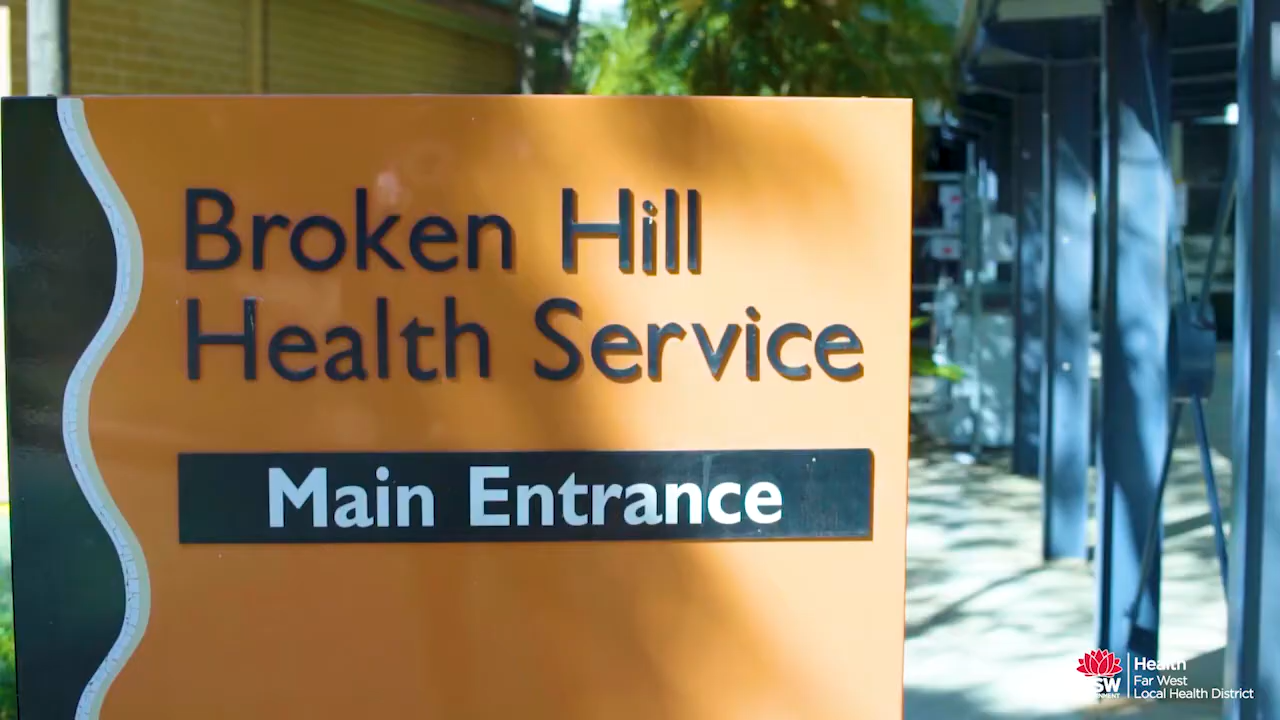 Broken Hill
Health Service
Main Entrance
Health
Far West
Local Health District